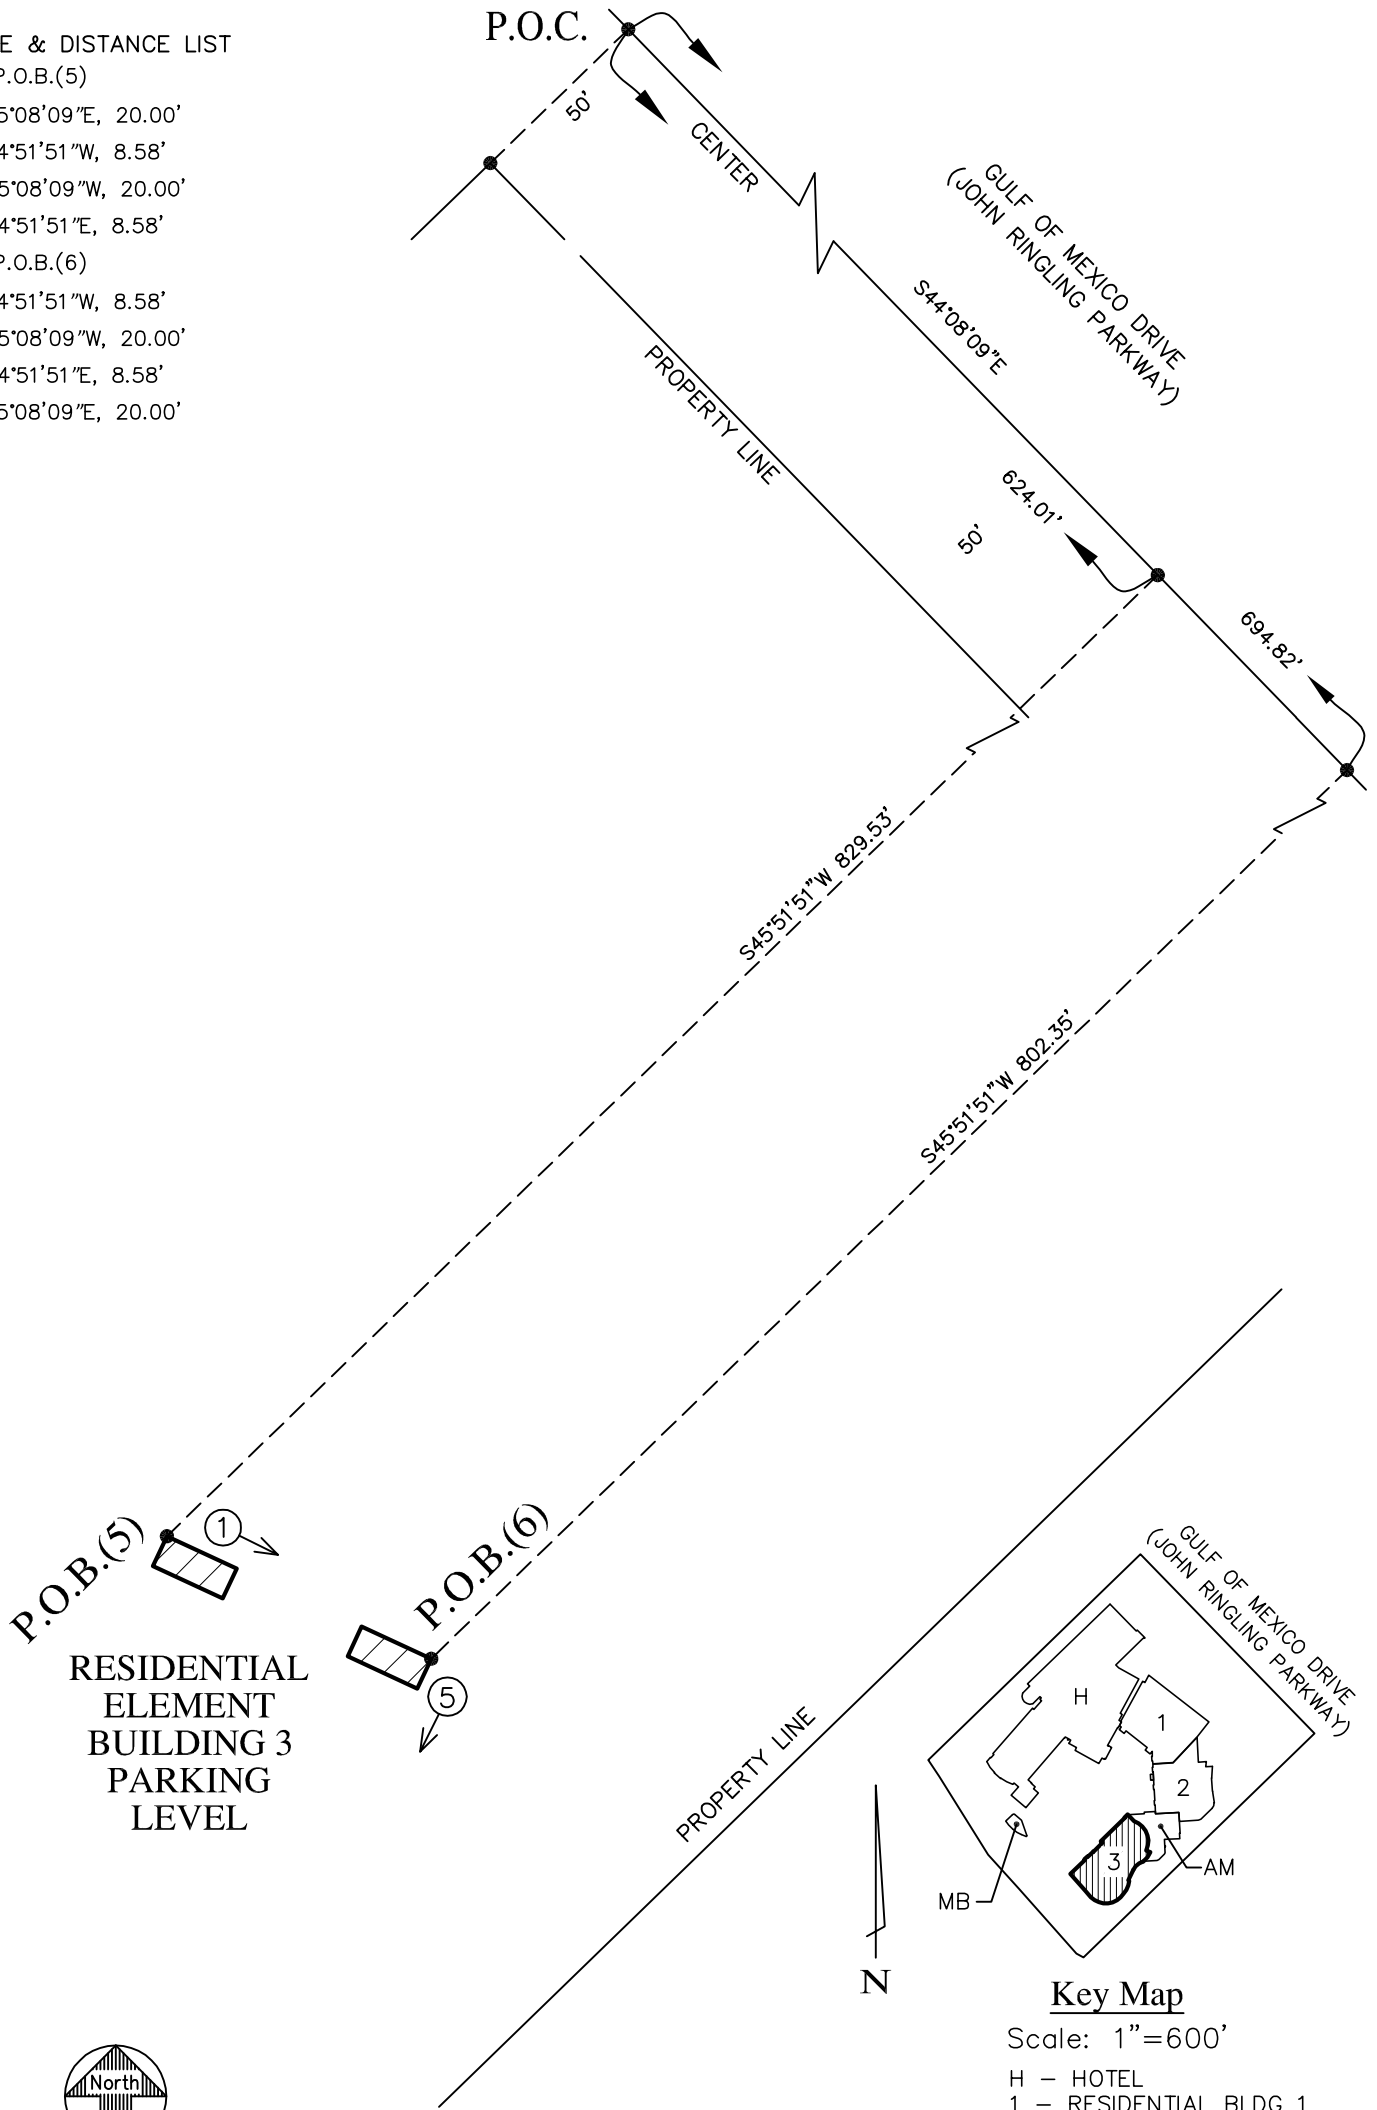 E & DISTANCE LIST
P.O.B.(5)
5°08'09"E, 20.00'
4°51'51"W, 8.58'
5°08'09"W, 20.00'
4°51'51"E, 8.58'
P.O.B.(6)
4°51'51"W, 8.58'
5°08'09"W, 20.00'
4°51'51"E, 8.58'
5°08'09"E, 20.00'
P.O.C.
50'
CENTER
GULF OF MEXICO DRIVE
(JOHN RINGLING PARKWAY)
S44°08'09"E
PROPERTY LINE
624.01'
50'
694.82'
S45°51'51"W 829.53'
S45°51'51"W 802.35'
P.O.B.(5)
1
P.O.B.(6)
5
RESIDENTIAL
ELEMENT
BUILDING 3
PARKING
LEVEL
PROPERTY LINE
GULF OF MEXICO DRIVE
(JOHN RINGLING PARKWAY)
H
1
2
3
AM
MB
N
Key Map
Scale: 1"=600'
H – HOTEL
1 – RESIDENTIAL BLDG 1
North